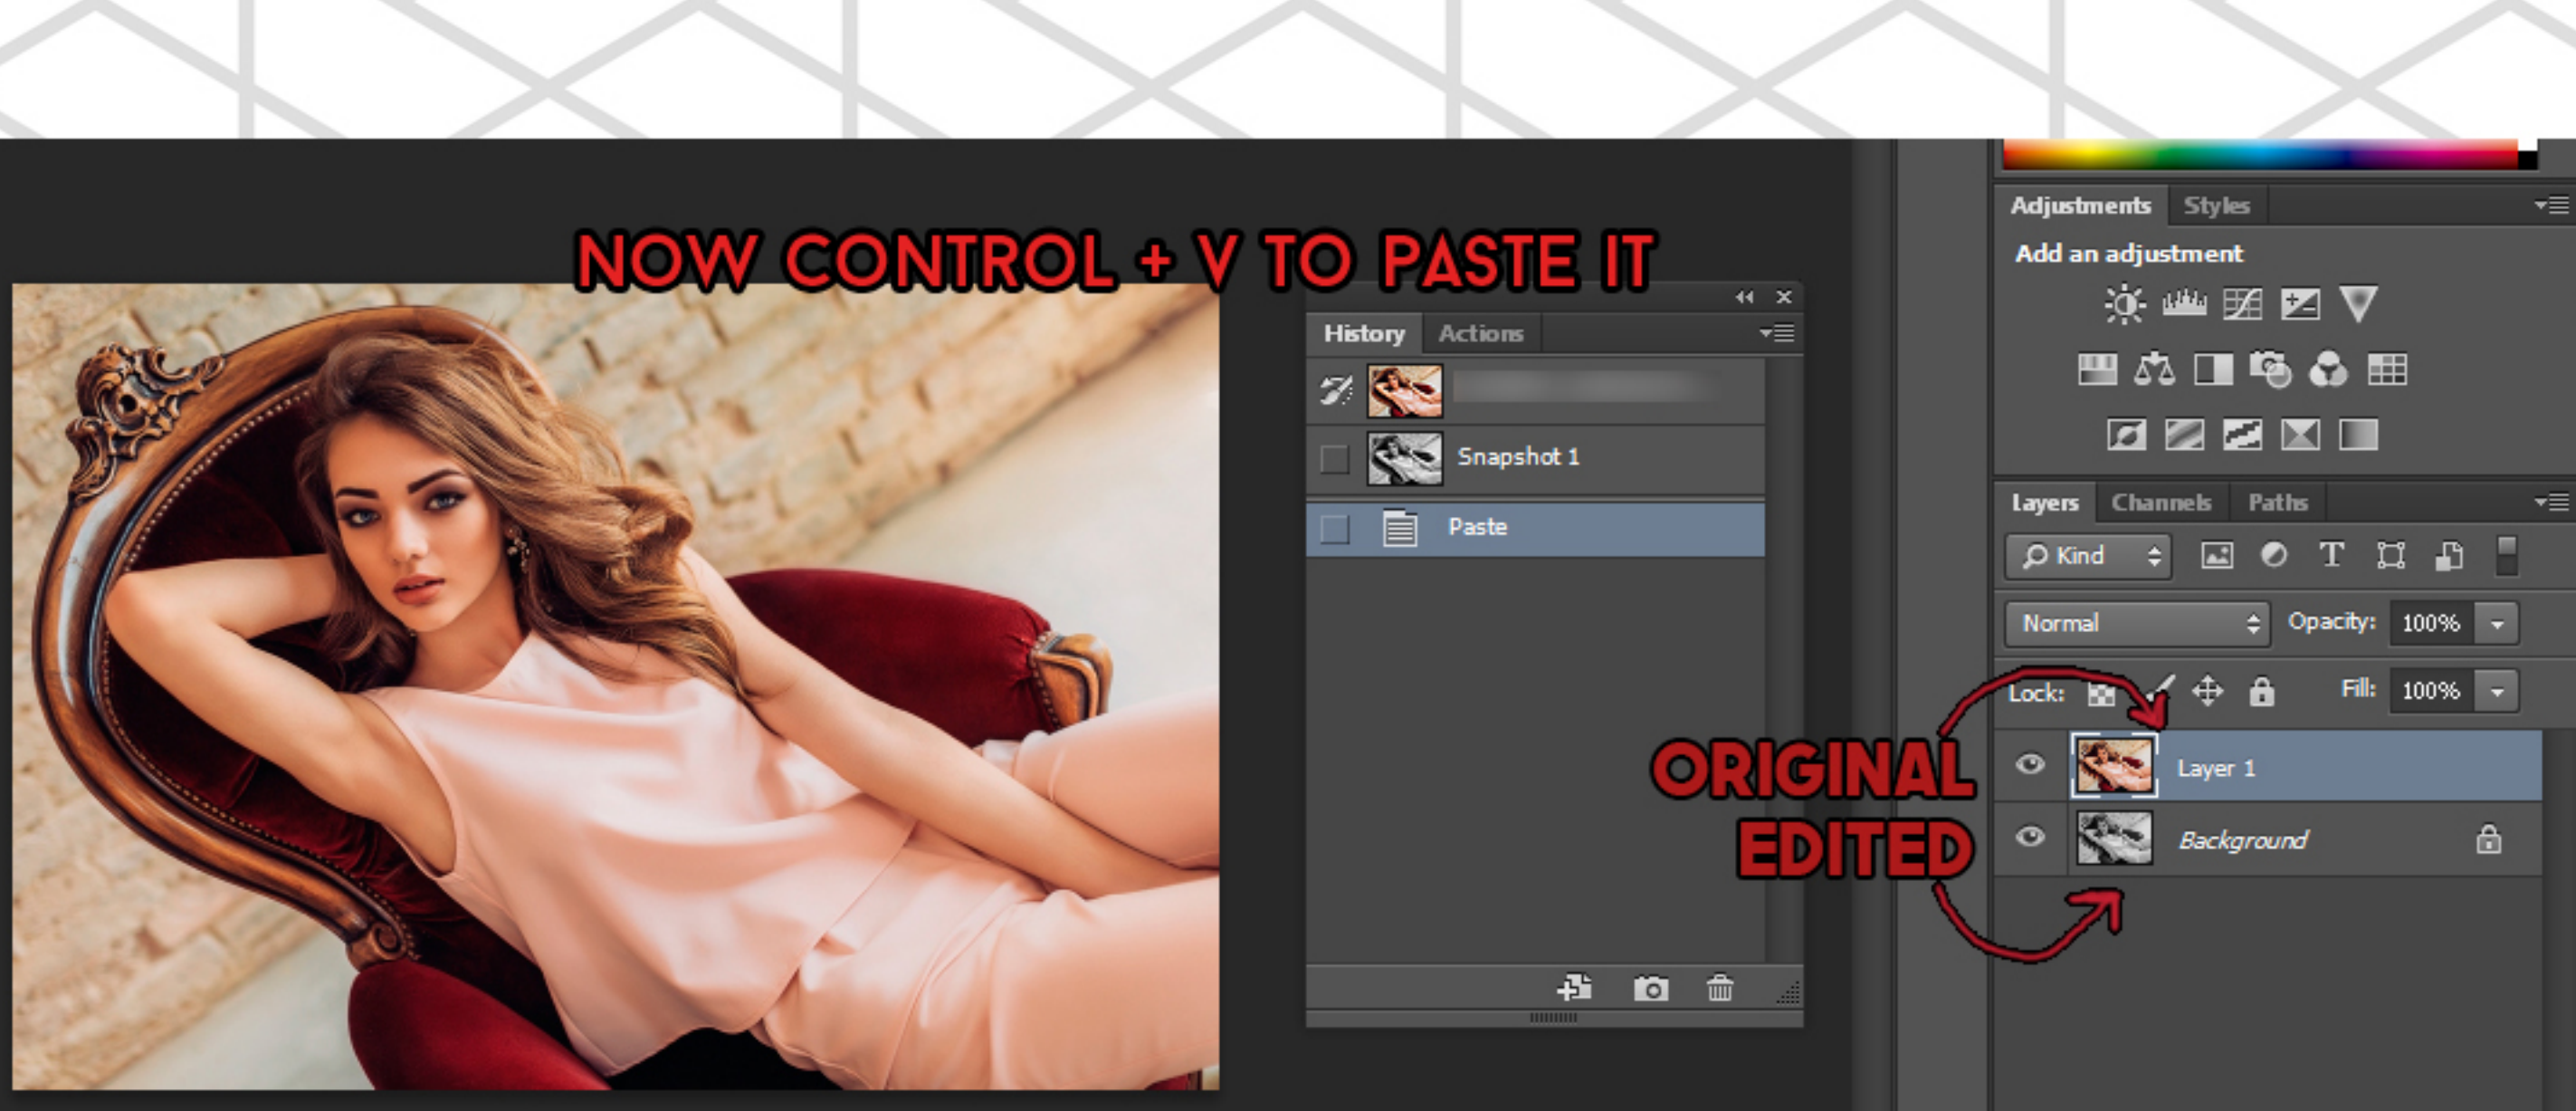 NOW CONTROL + V TO PASTE IT
Adjustments Styles
Add an adjustment
History Actions
Snapshot 1
Paste
Layers Channels Paths
Kind
Normal Opacity: 100%
Lock: Fill: 100%
ORIGINAL
Layer 1
EDITED
Background